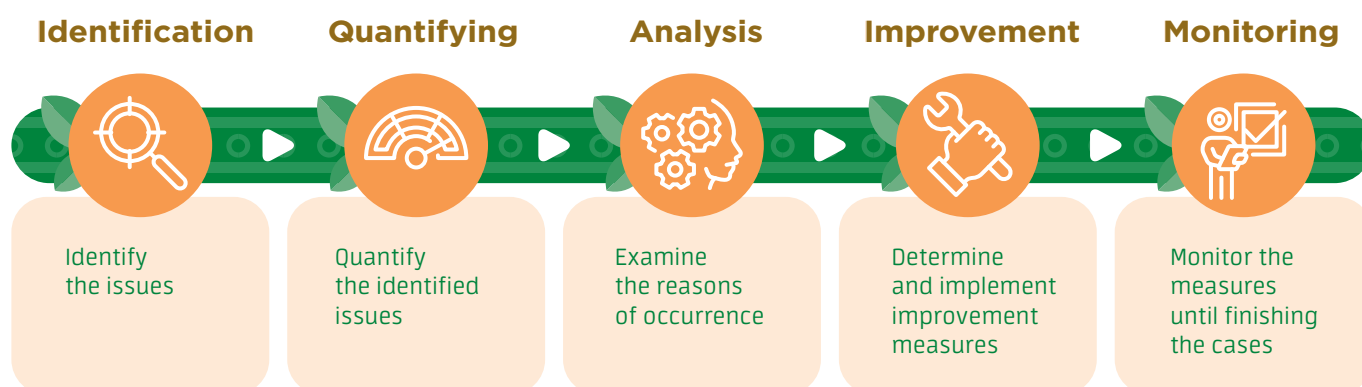 Identification
Quantifying
Analysis
Improvement
Monitoring
Identify
the issues
Quantify
the identified
issues
Examine
the reasons
of occurrence
Determine
and implement
improvement
measures
Monitor the
measures
until finishing
the cases